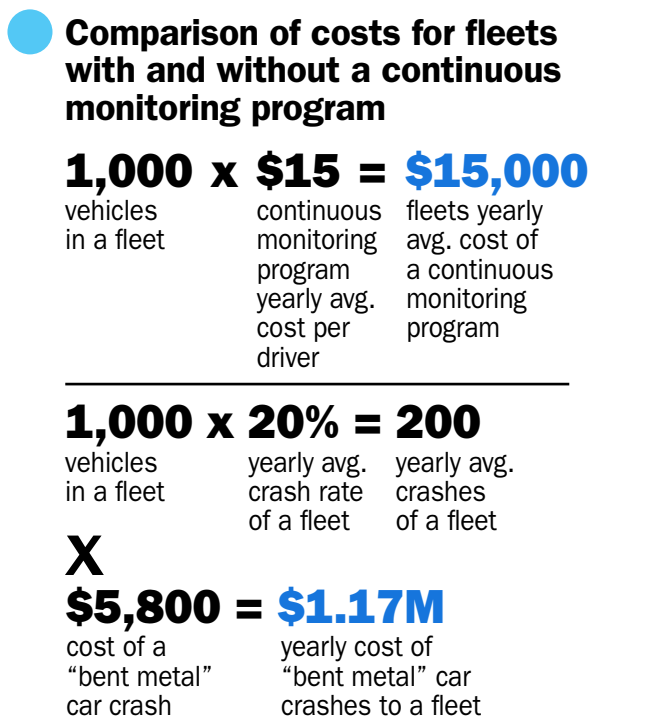 Comparison of costs for fleets
with and without a continuous
monitoring program
1,000 x $15 = $15,000
vehicles
in a fleet
continuous
monitoring
program
yearly avg.
cost per
driver
fleets yearly
avg. cost of
a continuous
monitoring
program
1,000 x 20% = 200
vehicles
in a fleet
yearly avg.
crash rate
of a fleet
yearly avg.
crashes
of a fleet
X
$5,800 = $1.17M
cost of a
“bent metal”
car crash
yearly cost of
“bent metal” car
crashes to a fleet